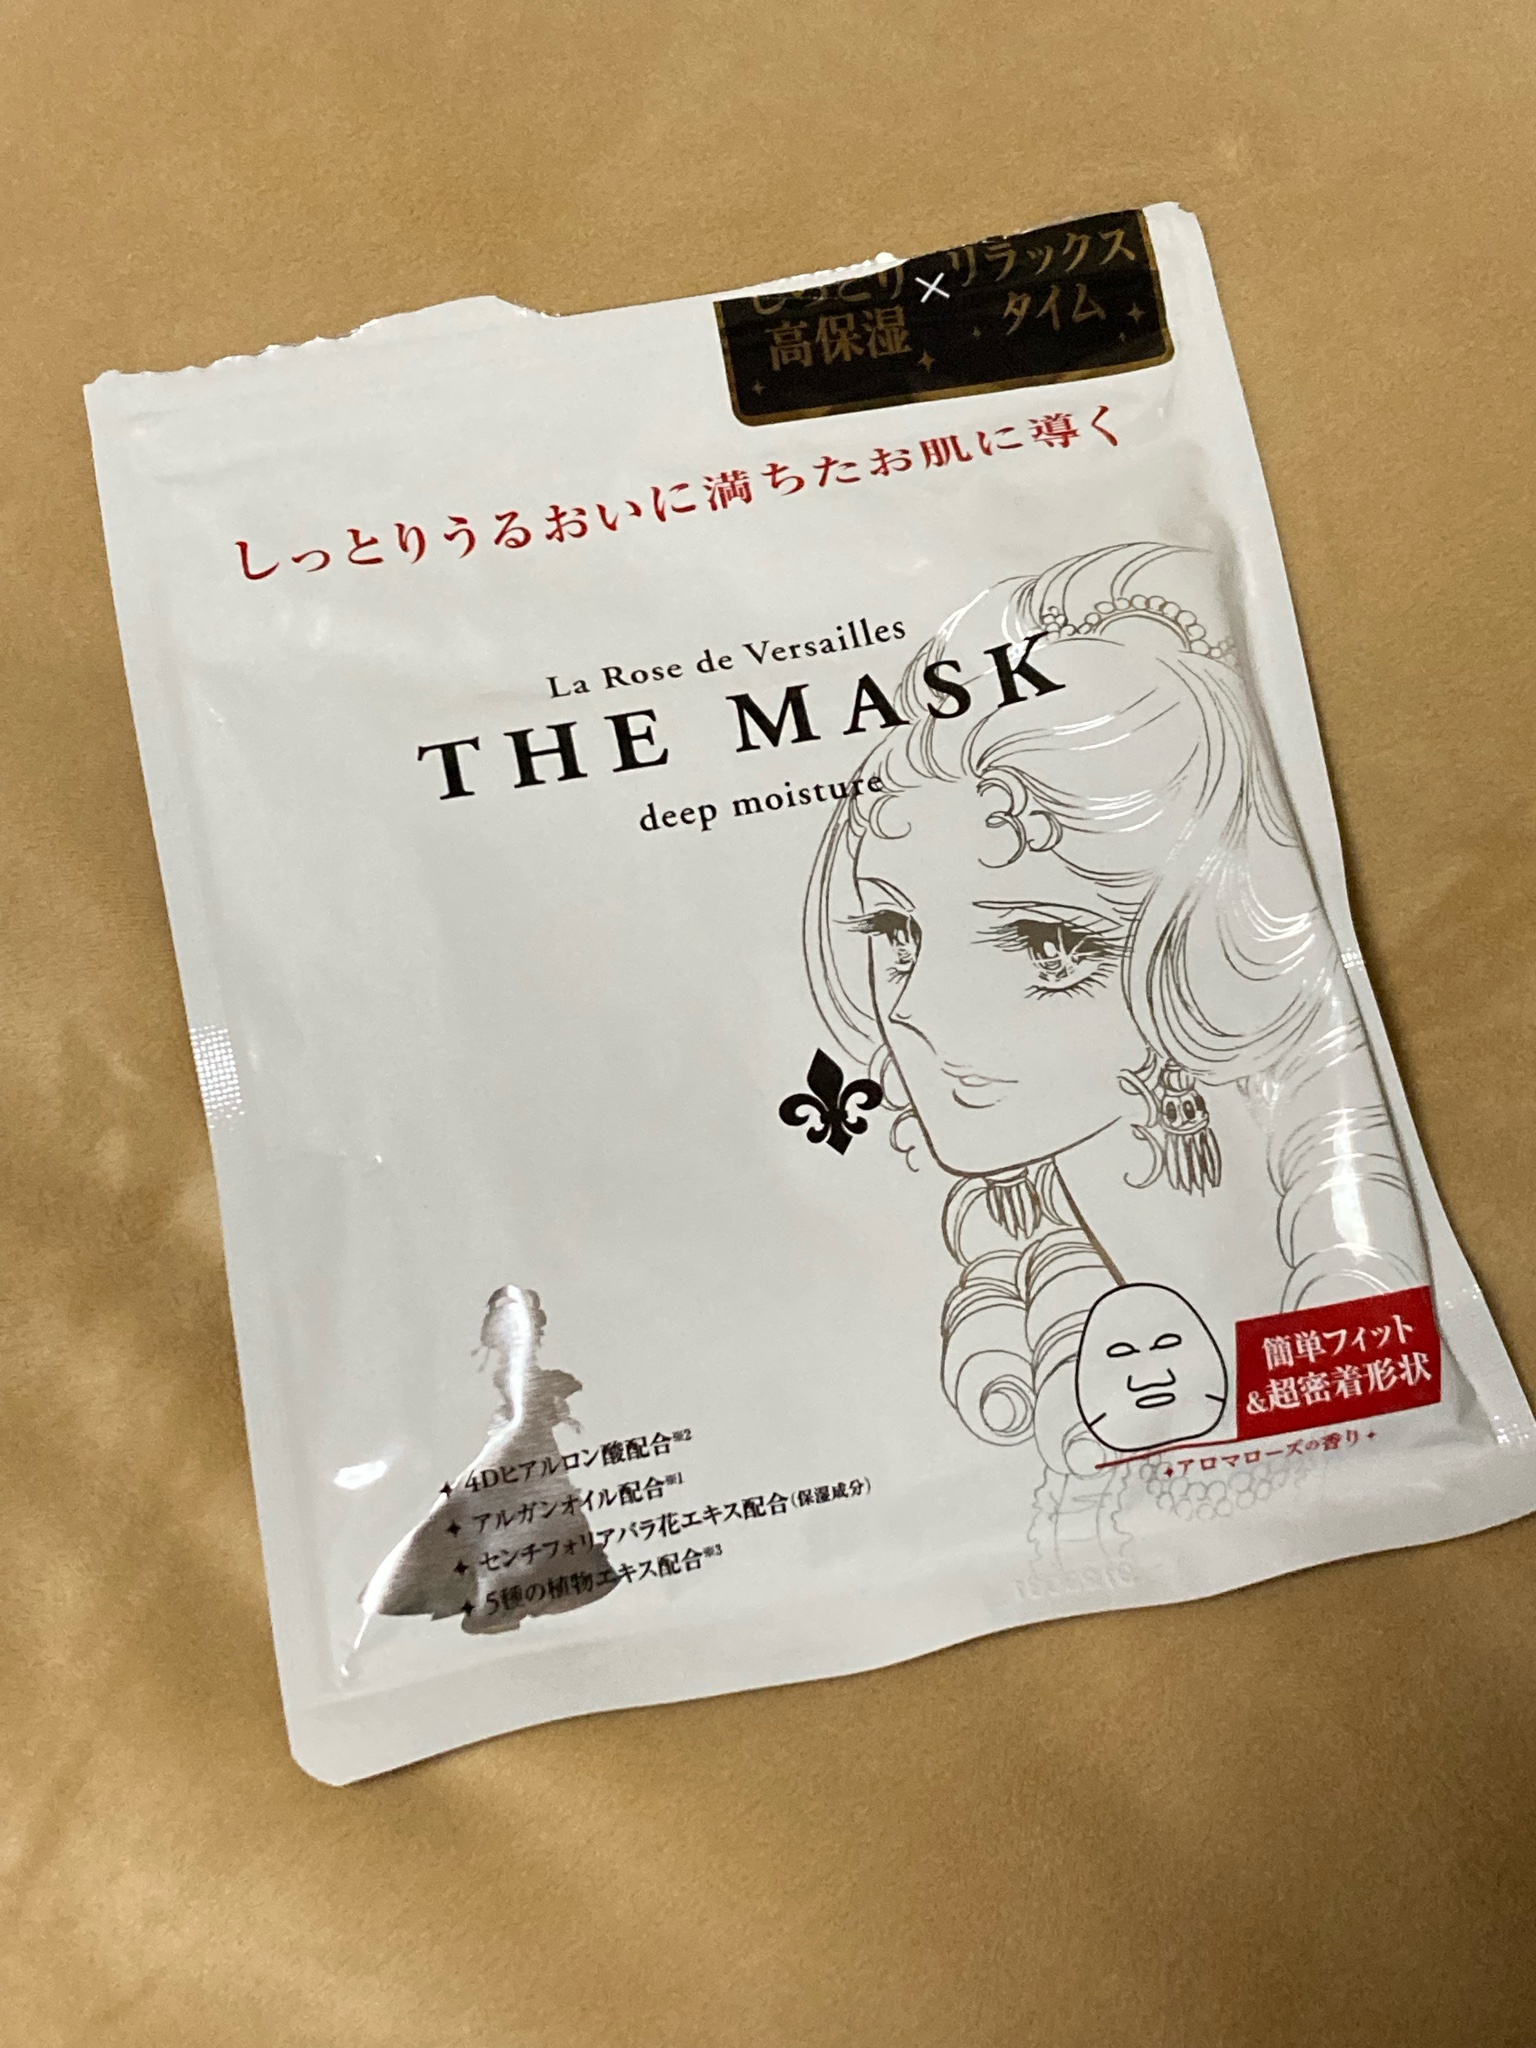 しっとり×リラックス
高保湿 タイム
しっとりうるおいに満ちたお肌に導く
La Rose de Versailles
THE MASK
deep moisture
4Dヒアルロン酸配合※2
アルガンオイル配合※1
センチフォリアバラ花エキス配合(保湿成分)
5種の植物エキス配合※3
簡単フィット
&超密着形状
アロマローズの香り